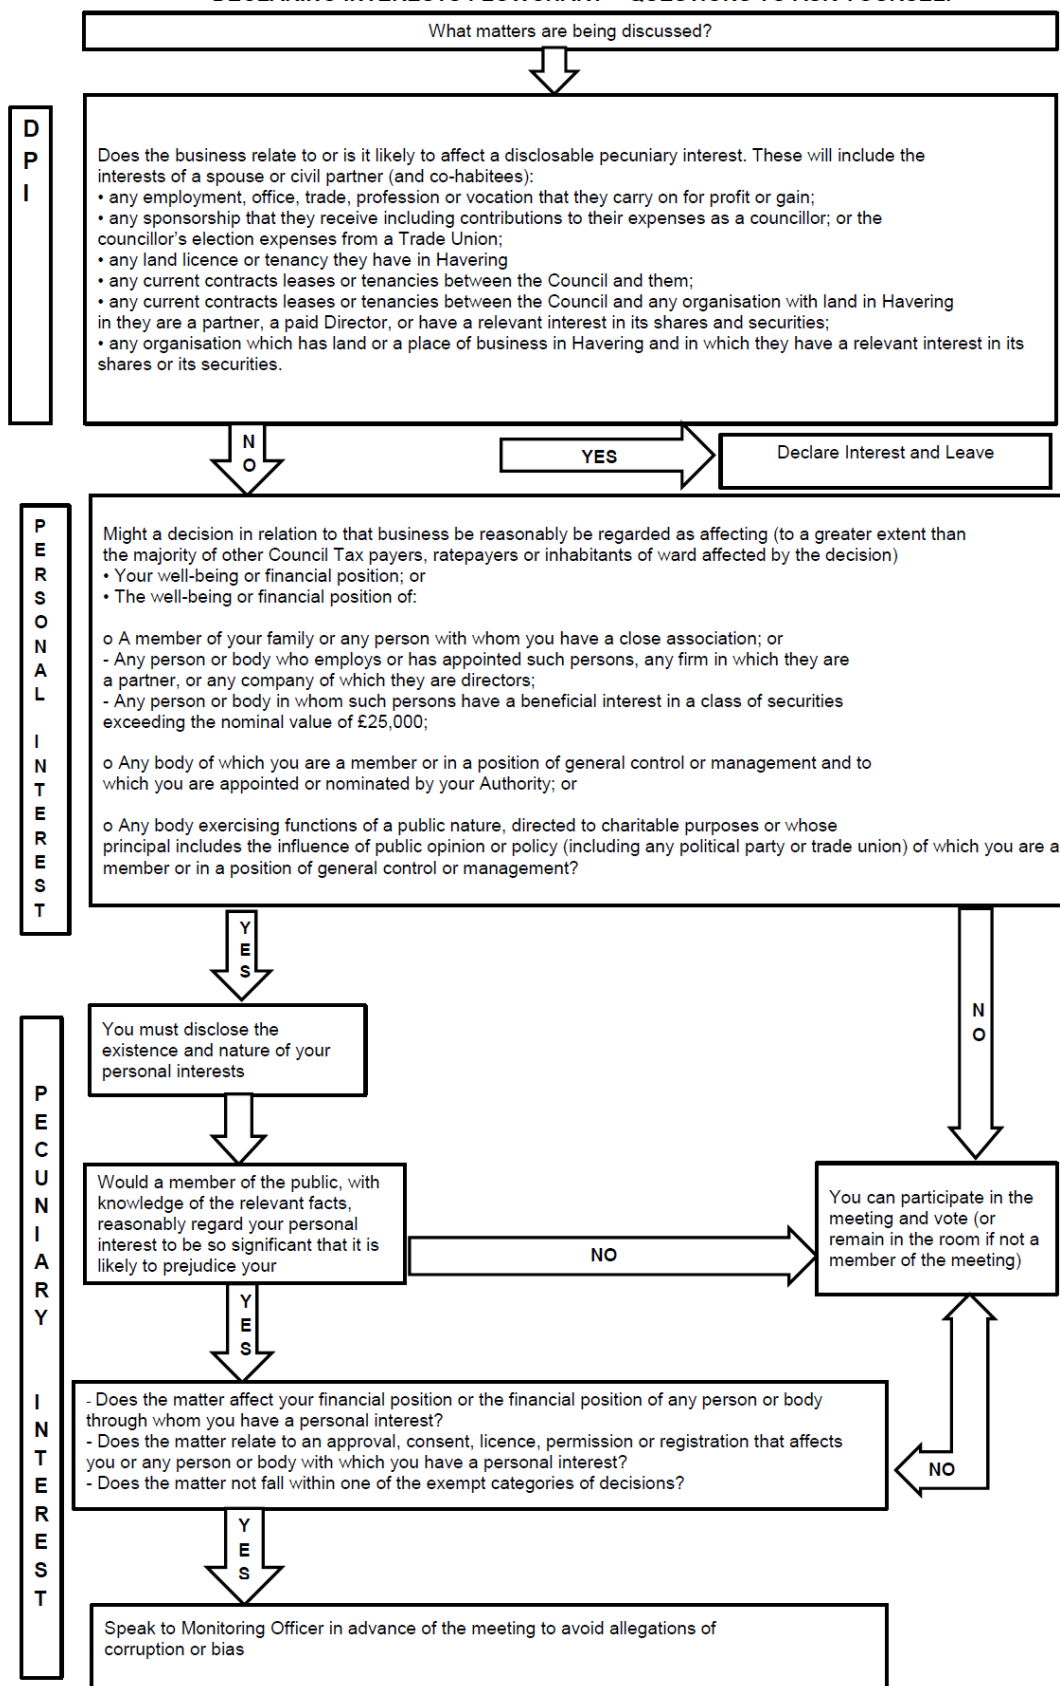 DECLARING INTERESTS FLOWCHART – QUESTIONS TO ASK YOURSELF
What matters are being discussed?
D
P
I
Does the business relate to or is it likely to affect a disclosable pecuniary interest. These will include the
interests of a spouse or civil partner (and co-habitees):
• any employment, office, trade, profession or vocation that they carry on for profit or gain;
• any sponsorship that they receive including contributions to their expenses as a councillor; or the
councillor's election expenses from a Trade Union;
• any land licence or tenancy they have in Havering
• any current contracts leases or tenancies between the Council and them;
• any current contracts leases or tenancies between the Council and any organisation with land in Havering
in they are a partner, a paid Director, or have a relevant interest in its shares and securities;
• any organisation which has land or a place of business in Havering and in which they have a relevant interest in its
shares or its securities.
N
O
YES
Declare Interest and Leave
P
E
R
S
O
N
A
L
I
N
T
E
R
E
S
T
Might a decision in relation to that business be reasonably be regarded as affecting (to a greater extent than
the majority of other Council Tax payers, ratepayers or inhabitants of ward affected by the decision)
• Your well-being or financial position; or
• The well-being or financial position of:
o A member of your family or any person with whom you have a close association; or
- Any person or body who employs or has appointed such persons, any firm in which they are
a partner, or any company of which they are directors;
- Any person or body in whom such persons have a beneficial interest in a class of securities
exceeding the nominal value of £25,000;
o Any body of which you are a member or in a position of general control or management and to
which you are appointed or nominated by your Authority; or
o Any body exercising functions of a public nature, directed to charitable purposes or whose
principal includes the influence of public opinion or policy (including any political party or trade union) of which you are a
member or in a position of general control or management?
Y
E
S
N
O
P
E
C
U
N
I
A
R
Y
I
N
T
E
R
E
S
T
You must disclose the
existence and nature of your
personal interests
Would a member of the public, with
knowledge of the relevant facts,
reasonably regard your personal
interest to be so significant that it is
likely to prejudice your
NO
You can participate in the
meeting and vote (or
remain in the room if not a
member of the meeting)
Y
E
S
- Does the matter affect your financial position or the financial position of any person or body
through whom you have a personal interest?
- Does the matter relate to an approval, consent, licence, permission or registration that affects
you or any person or body with which you have a personal interest?
- Does the matter not fall within one of the exempt categories of decisions?
NO
Y
E
S
Speak to Monitoring Officer in advance of the meeting to avoid allegations of
corruption or bias